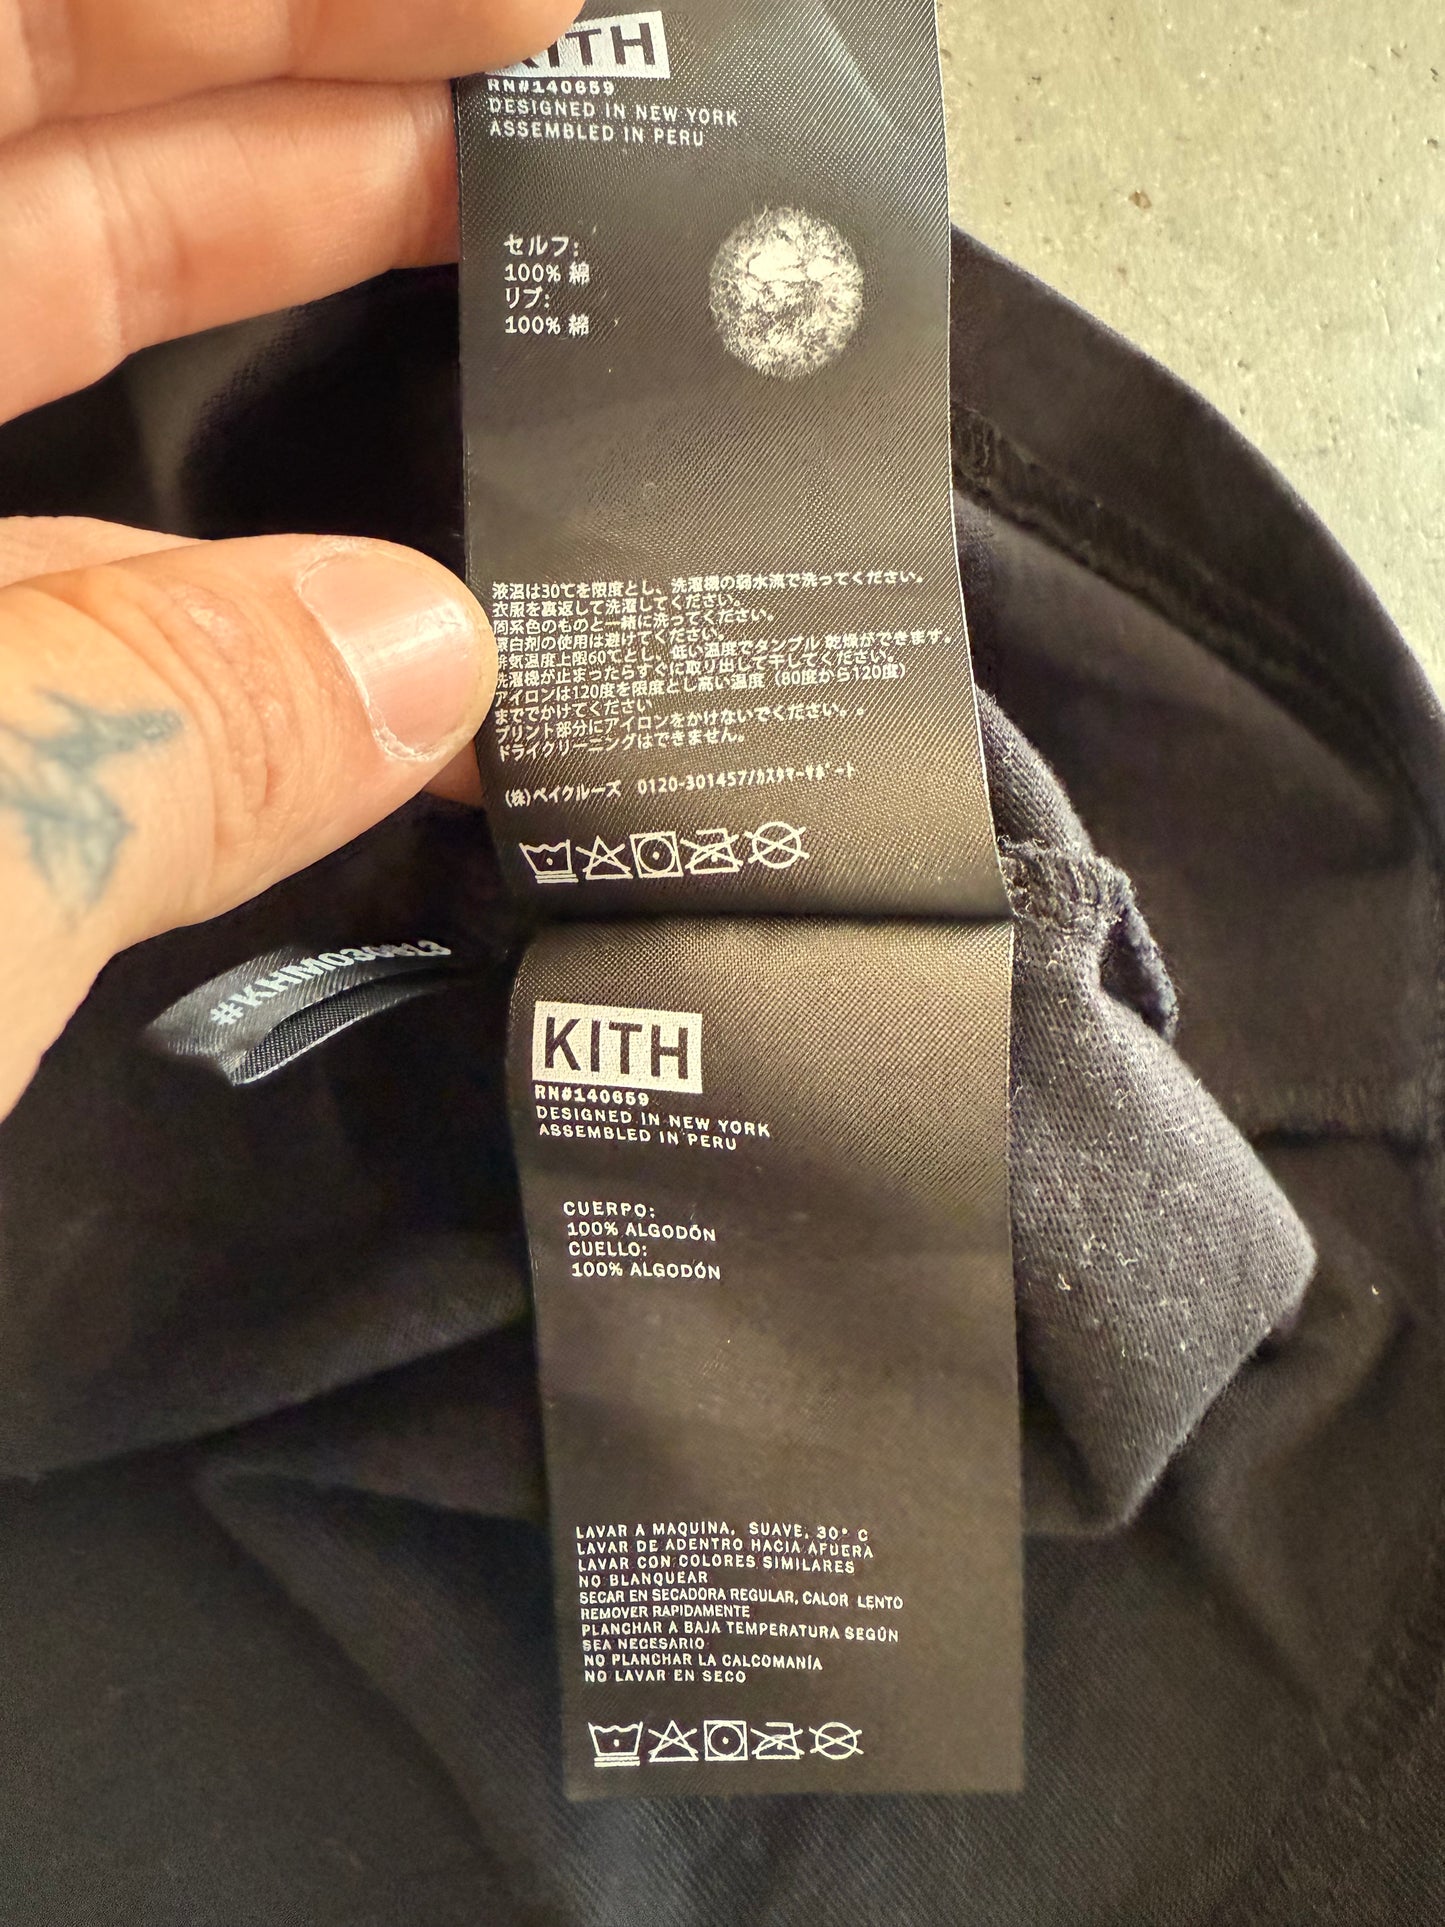 KITH
RN#140659
DESIGNED IN NEW YORK
ASSEMBLED IN PERU
セルフ:
100% 綿
リブ:
100% 綿
液温は30℃を限度とし、洗濯機の弱水流で洗ってください。
衣服を裏返して洗濯してください。
同系色のものと一緒に洗ってください。
漂白剤の使用は避けてください。
排気温度上限60℃とし、低い温度でタンブル 乾燥ができます。
洗濯機が止まったらすぐに取り出して干してください。
アイロンは120度を限度とし高い温度（80度から120度）
まででかけてください
プリント部分にアイロンをかけないでください。.
ドライクリーニングはできません。
(株)ベイクルーズ 0120-301457/カスタマーサポート
KITH
RN#140659
DESIGNED IN NEW YORK
ASSEMBLED IN PERU
CUERPO:
100% ALGODÓN
CUELLO:
100% ALGODÓN
LAVAR A MAQUINA, SUAVE, 30° C
LAVAR DE ADENTRO HACIA AFUERA
LAVAR CON COLORES SIMILARES
NO BLANQUEAR
SECAR EN SECADORA REGULAR, CALOR LENTO
REMOVER RAPIDAMENTE
PLANCHAR A BAJA TEMPERATURA SEGÚN
SEA NECESARIO
NO PLANCHAR LA CALCOMANÍA
NO LAVAR EN SECO